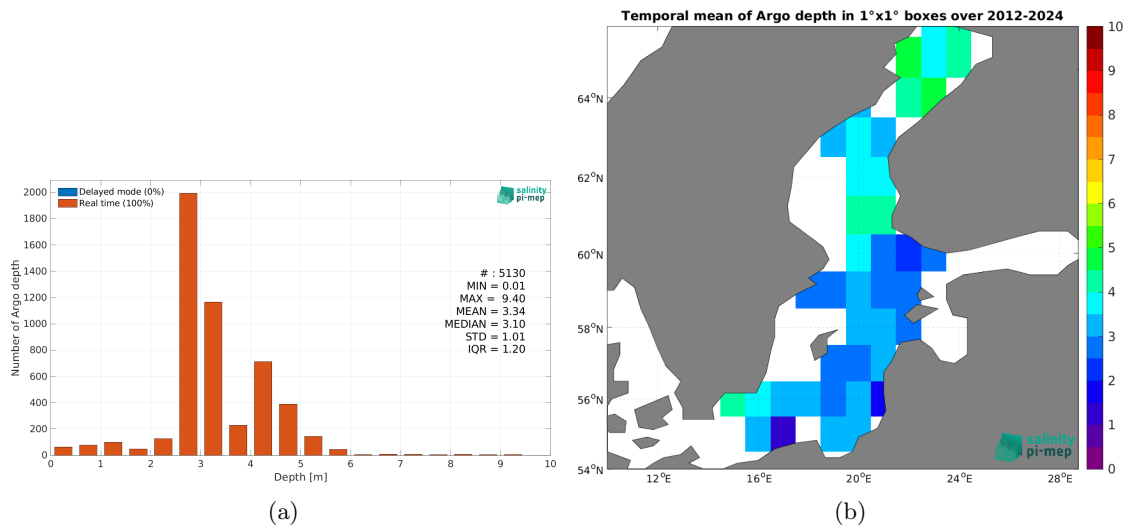 Temporal mean of Argo depth in 1°x1° boxes over 2012-2024
Delayed mode (0%)
Real time (100%)
salinity
pi-mep
# : 5130
MIN = 0.01
MAX = 9.40
MEAN = 3.34
MEDIAN = 3.10
STD = 1.01
IQR = 1.20
Number of Argo depth
2000
1800
1600
1400
1200
1000
800
600
400
200
0
0 1 2 3 4 5 6 7 8 9 10
Depth [m]
(a)
64°N
62°N
60°N
58°N
56°N
54°N
12°E 16°E 20°E 24°E 28°E
salinity
pi-mep
10
9
8
7
6
5
4
3
2
1
0
(b)